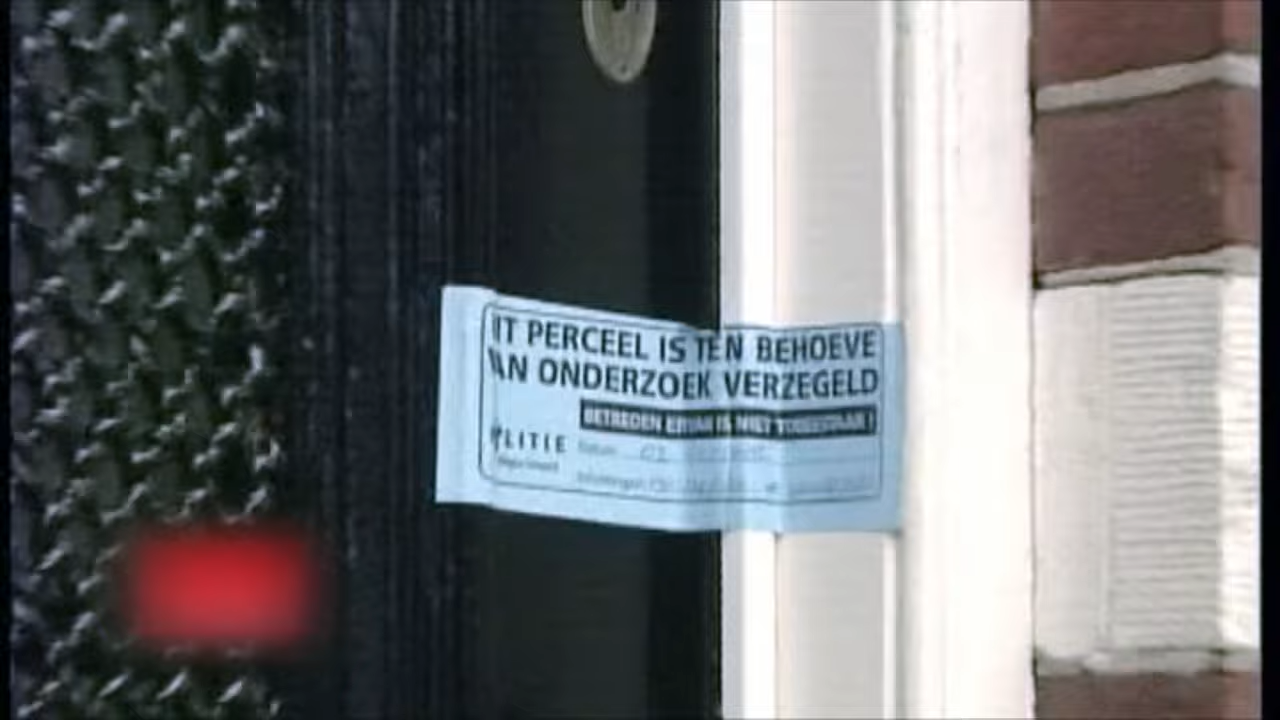 IT PERCEEL IS TEN BEHOEVE
AN ONDERZOEK VERZEGELD
BETREDEN ERVAN IS NIET TOEGESTAAN!
LITIE